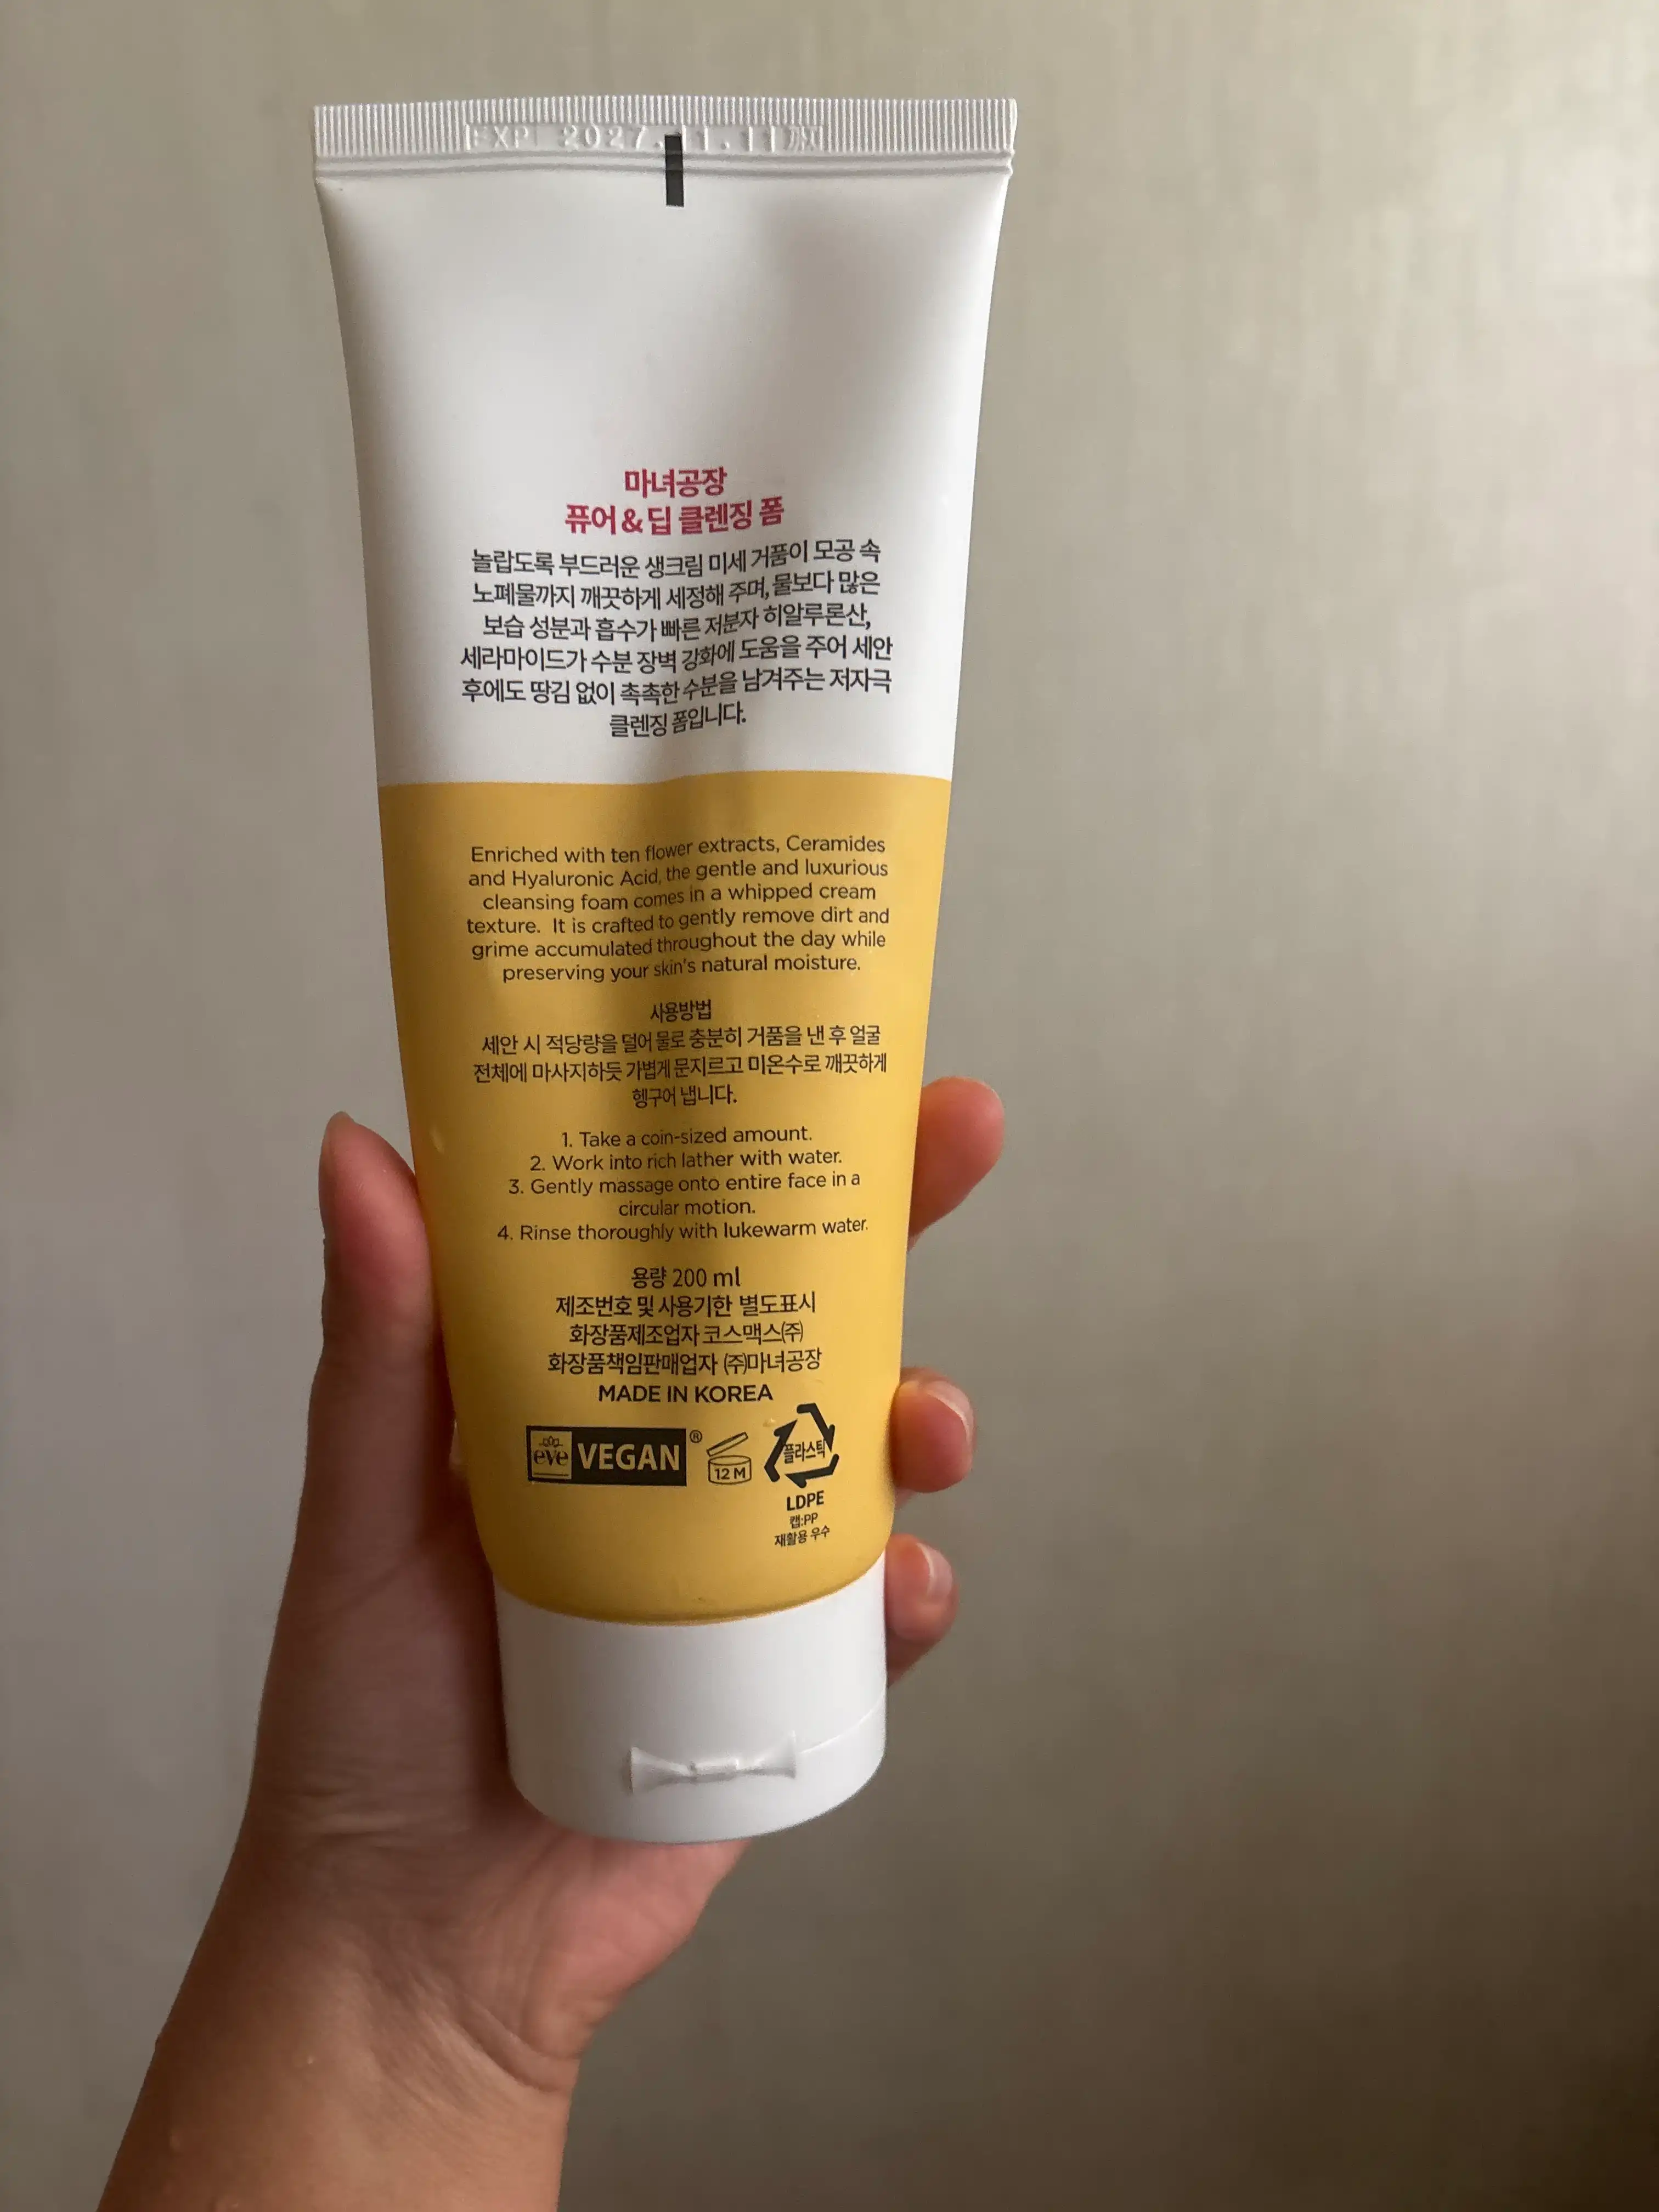 EXP 2027.11.11
마녀공장
퓨어 & 딥 클렌징 폼
놀랍도록 부드러운 생크림 미세 거품이 모공 속
노폐물까지 깨끗하게 세정해 주며, 물보다 많은
보습 성분과 흡수가 빠른 저분자 히알루론산,
세라마이드가 수분 장벽 강화에 도움을 주어 세안
후에도 땅김 없이 촉촉한 수분을 남겨주는 저자극
클렌징 폼입니다.
Enriched with ten flower extracts, Ceramides
and Hyaluronic Acid, the gentle and luxurious
cleansing foam comes in a whipped cream
texture. It is crafted to gently remove dirt and
grime accumulated throughout the day while
preserving your skin's natural moisture.
사용방법
세안 시 적당량을 덜어 물로 충분히 거품을 낸 후 얼굴
전체에 마사지하듯 가볍게 문지르고 미온수로 깨끗하게
헹구어 냅니다.
1. Take a coin-sized amount.
2. Work into rich lather with water.
3. Gently massage onto entire face in a
circular motion.
4. Rinse thoroughly with lukewarm water.
용량 200 ml
제조번호 및 사용기한 별도표시
화장품제조업자 코스맥스㈜
화장품책임판매업자 ㈜마녀공장
MADE IN KOREA
eve VEGAN ®
12 M
플라스틱
LDPE
캡:PP
재활용 우수